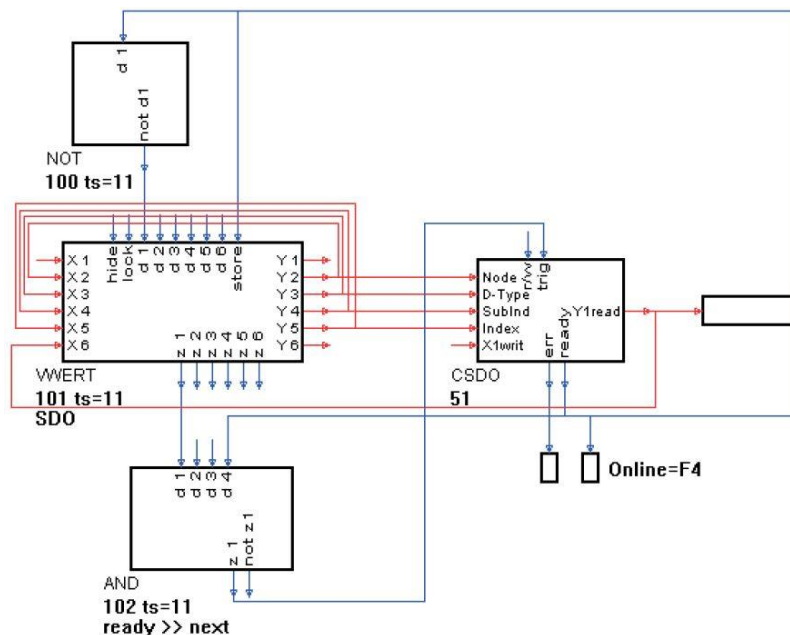 d 1
not d1
NOT
100 ts=11
hide
look
d 1
d 2
d 3
d 4
d 5
d 6
store
X 1
X 2
X 3
X 4
X 5
X 6
Y 1
Y 2
Y 3
Y 4
Y 5
Y 6
z 1
z 2
z 3
z 4
z 5
z 6
VWERT
101 ts=11
SDO
r/w
trig
Node
D-Type
SubInd
Index
X1writ
Y1read
err
ready
CSDO
51
Online=F4
d 1
d 2
d 3
d 4
z 1
not z1
AND
102 ts=11
ready >> next